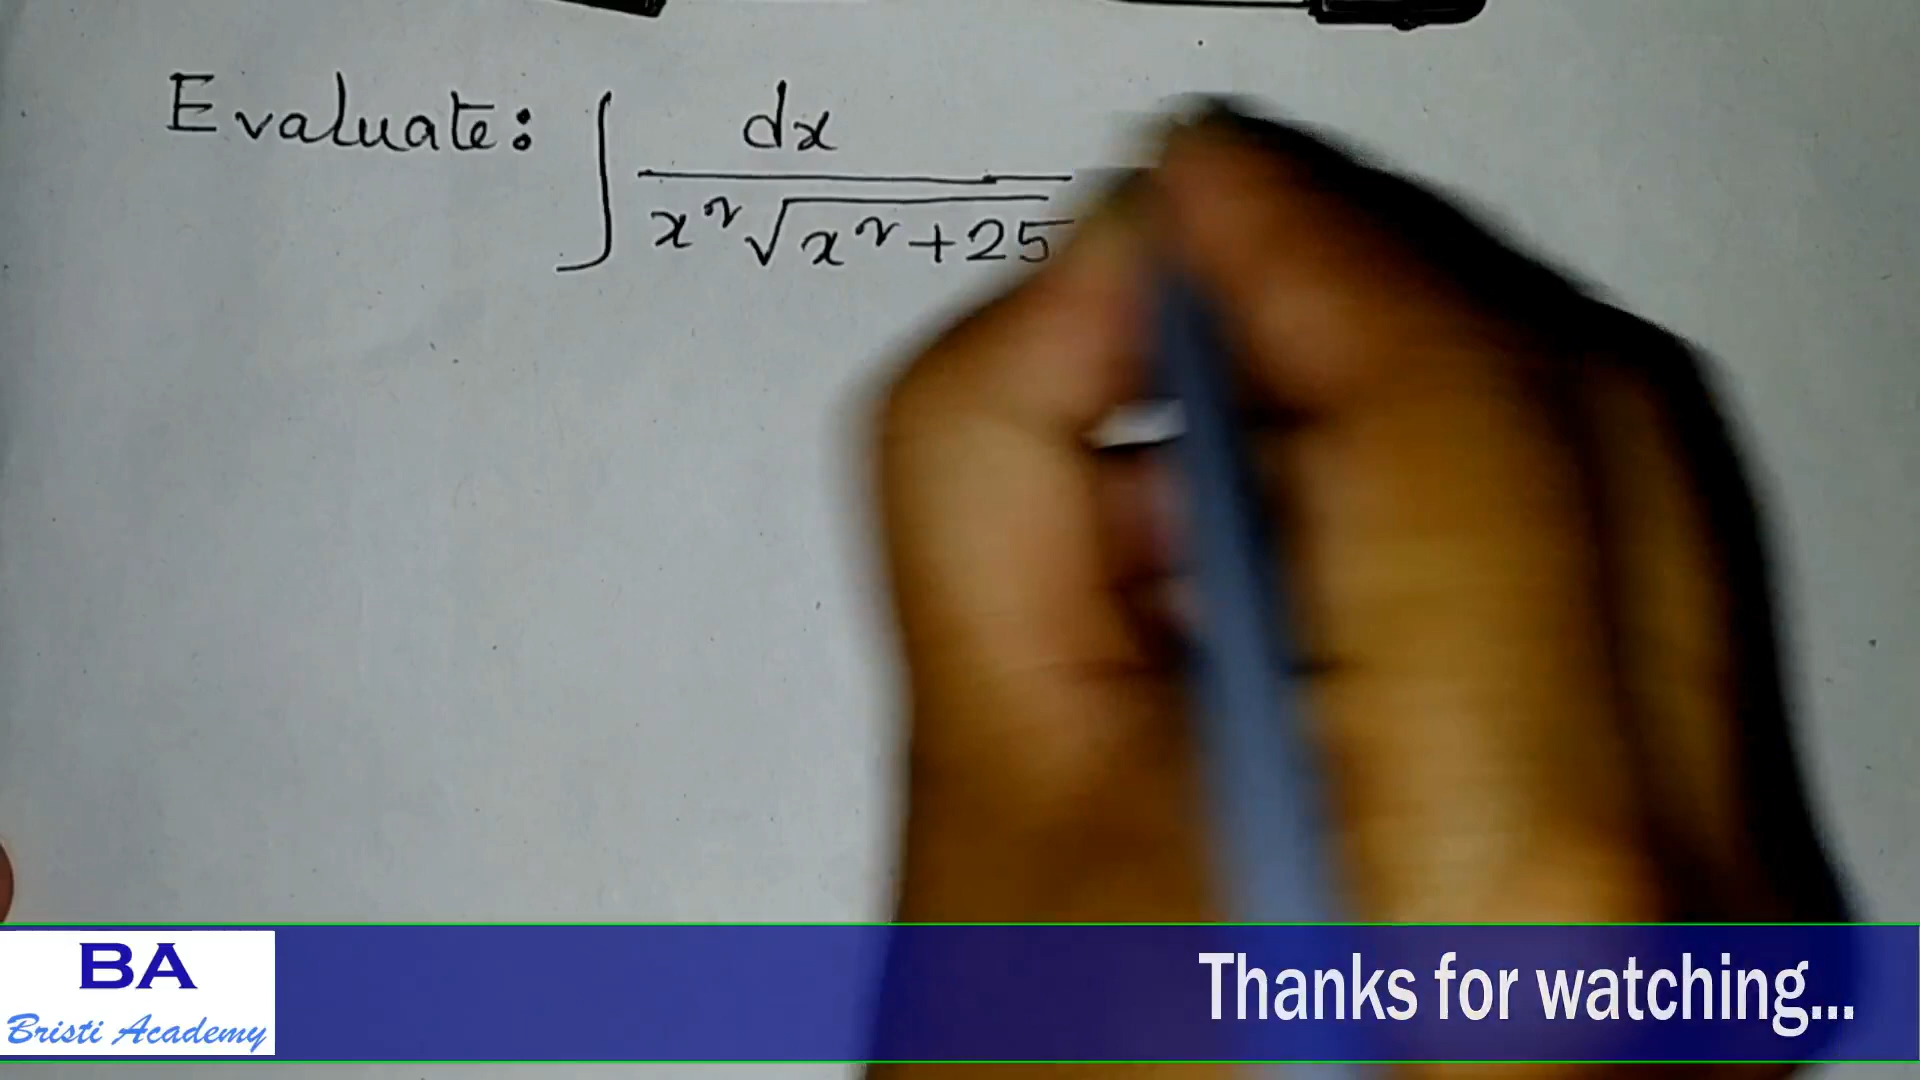 Evaluate: ∫ dx / x²√x²+25
BA
Bristi Academy
Thanks for watching...